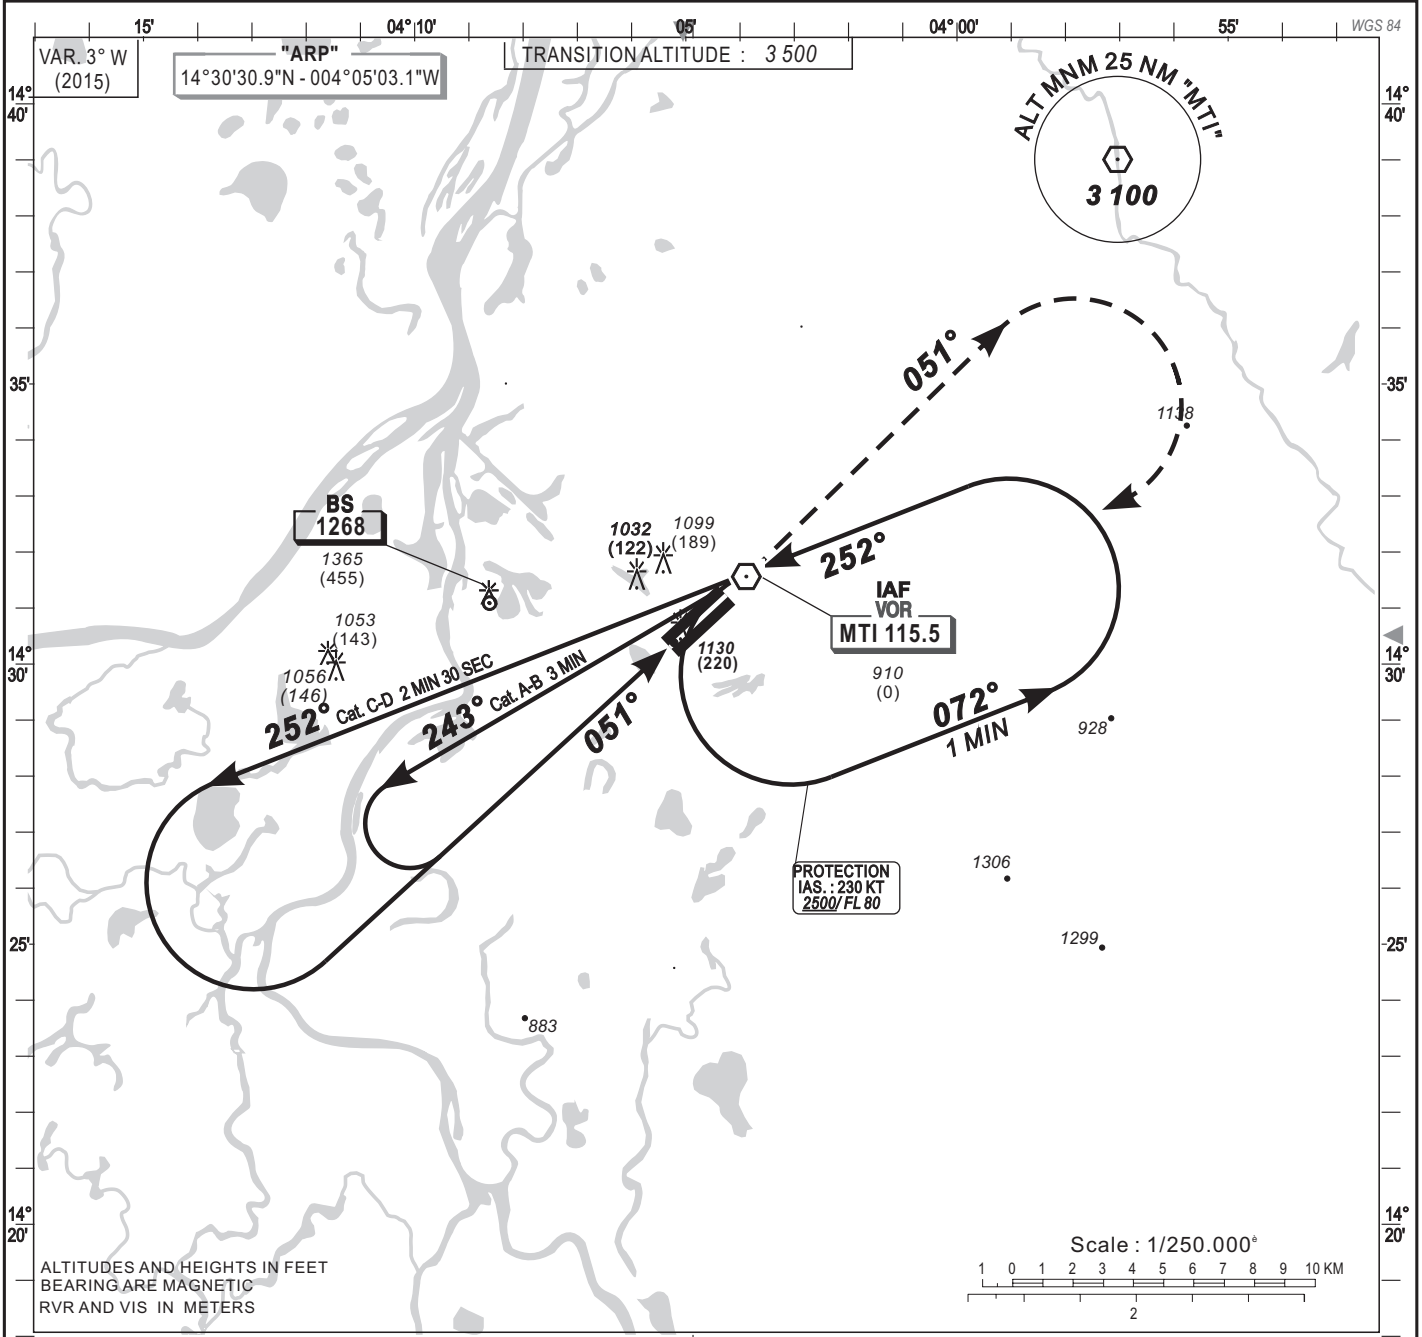 15'
04°10'
05'
04°00'
55'
WGS 84
VAR. 3° W
(2015)
"ARP"
14°30'30.9"N - 004°05'03.1"W
TRANSITION ALTITUDE : 3 500
ALT MNM 25 NM "MTI"
3 100
14°
40'
14°
40'
051°
35'
35'
1138
BS
1268
1365
(455)
1032
(122)
1099
(189)
252°
IAF
VOR
MTI 115.5
910
(0)
1053
(143)
1056
(146)
1130
(220)
14°
30'
14°
30'
252° Cat. C-D 2 MIN 30 SEC
243° Cat. A-B 3 MIN
051°
072°
1 MIN
928
PROTECTION
IAS. : 230 KT
2500/ FL 80
1306
1299
25'
25'
883
14°
20'
14°
20'
ALTITUDES AND HEIGHTS IN FEET
BEARING ARE MAGNETIC
RVR AND VIS IN METERS
Scale : 1/250.000è
1 0 1 2 3 4 5 6 7 8 9 10 KM
2